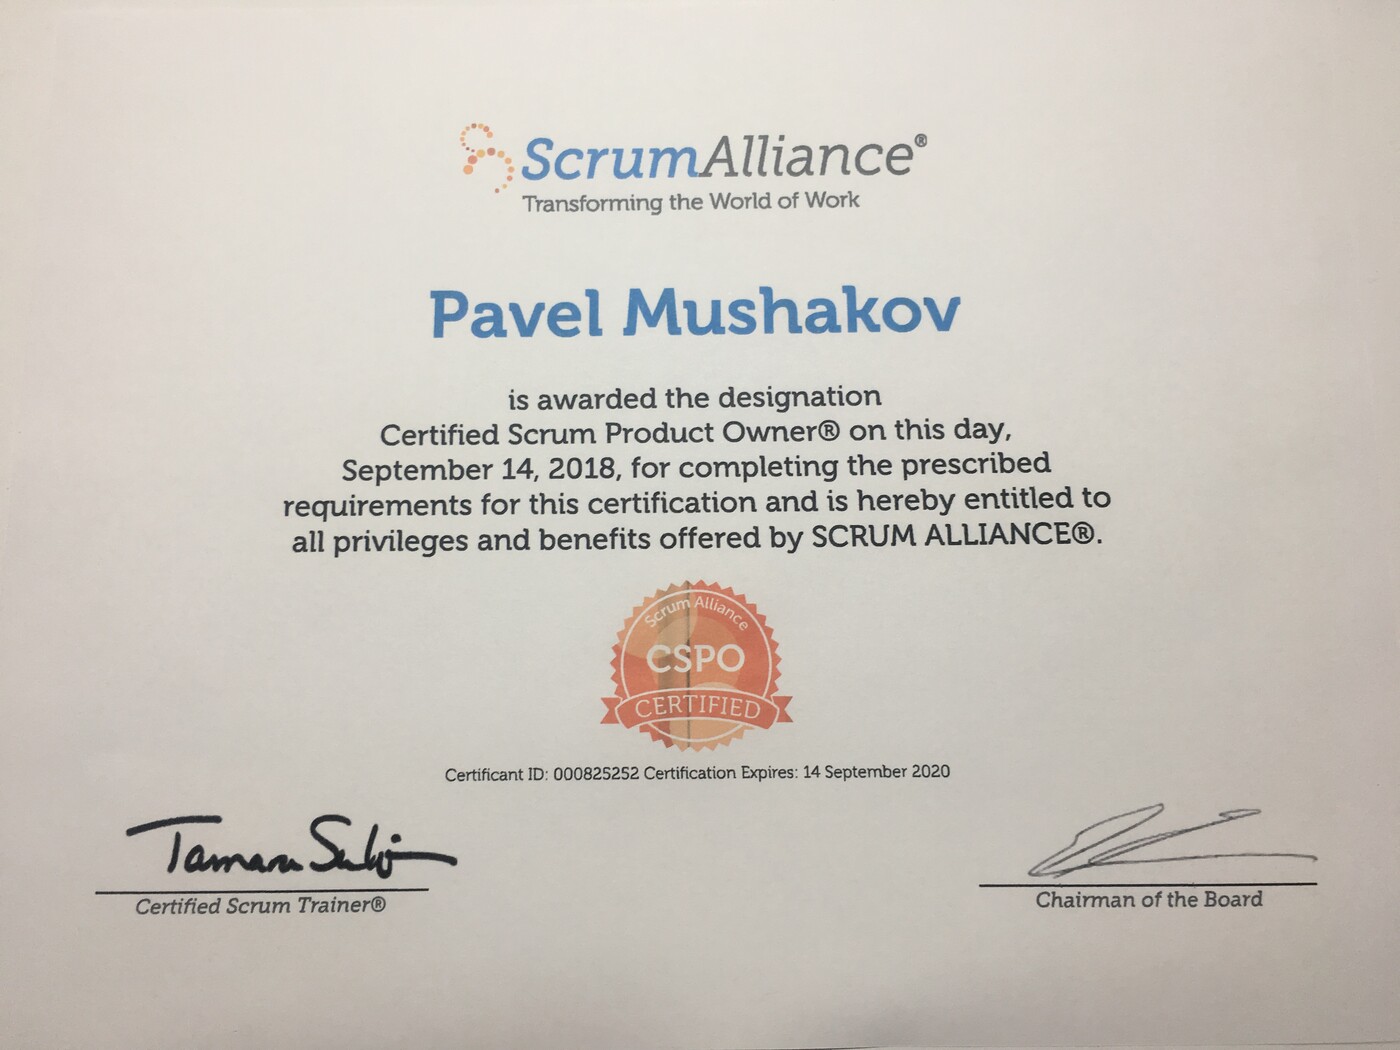 ScrumAlliance®
Transforming the World of Work
Pavel Mushakov
is awarded the designation
Certified Scrum Product Owner® on this day,
September 14, 2018, for completing the prescribed
requirements for this certification and is hereby entitled to
all privileges and benefits offered by SCRUM ALLIANCE®.
Scrum Alliance
CSPO
CERTIFIED
Certificant ID: 000825252 Certification Expires: 14 September 2020
Tamara
Certified Scrum Trainer®
Chairman of the Board